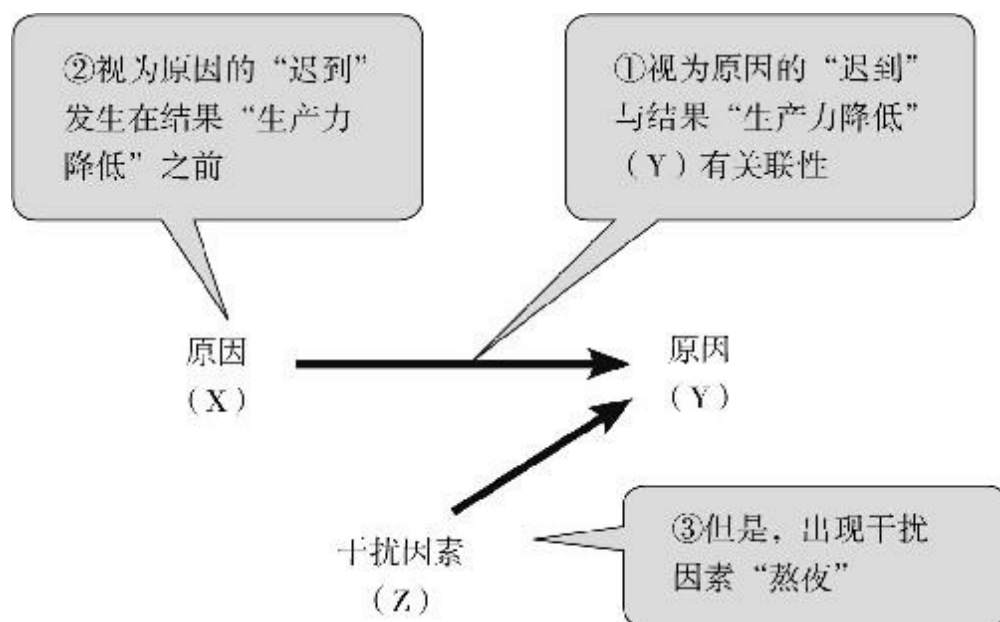 ②视为原因的“迟到”
发生在结果“生产力
降低”之前
①视为原因的“迟到”
与结果“生产力降低”
（Y）有关联性
原因
（X）
原因
（Y）
干扰因素
（Z）
③但是，出现干扰
因素“熬夜”